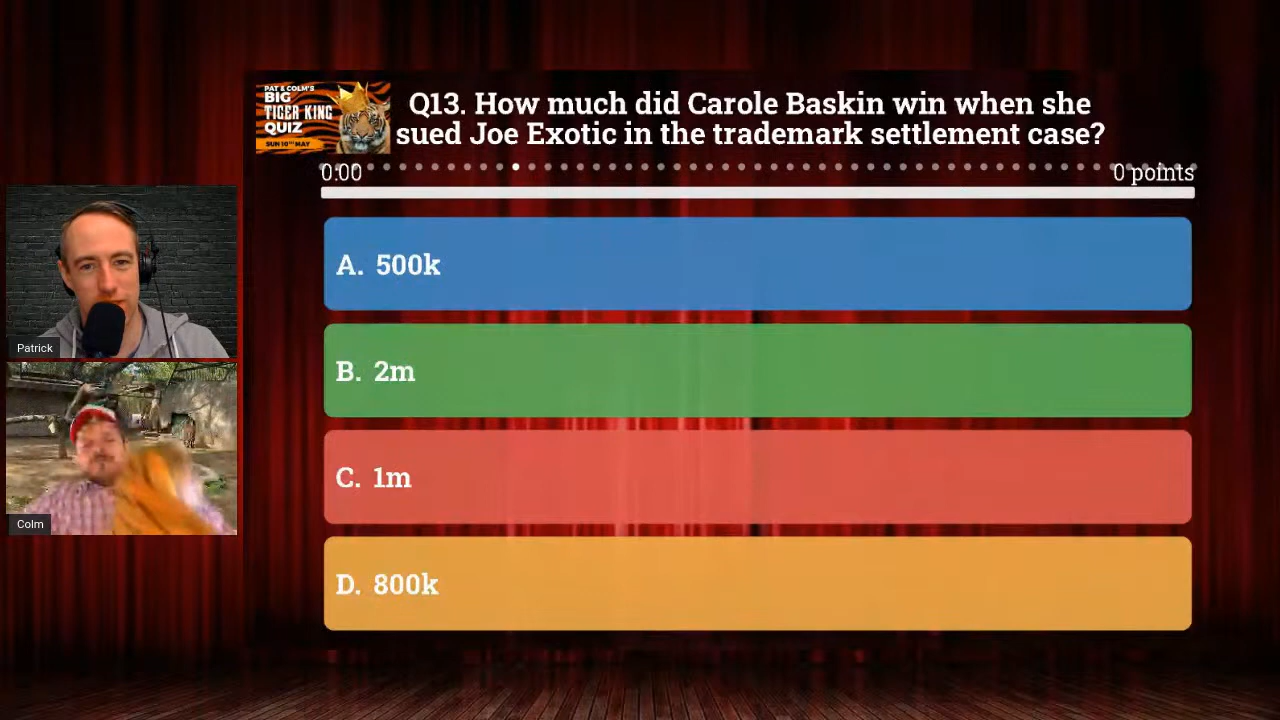 PAT & COLM'S
BIG
TIGER KING
QUIZ
SUN 10TH MAY
Q13. How much did Carole Baskin win when she
sued Joe Exotic in the trademark settlement case?
0:00
0 points
A. 500k
B. 2m
C. 1m
D. 800k
Patrick
Colm